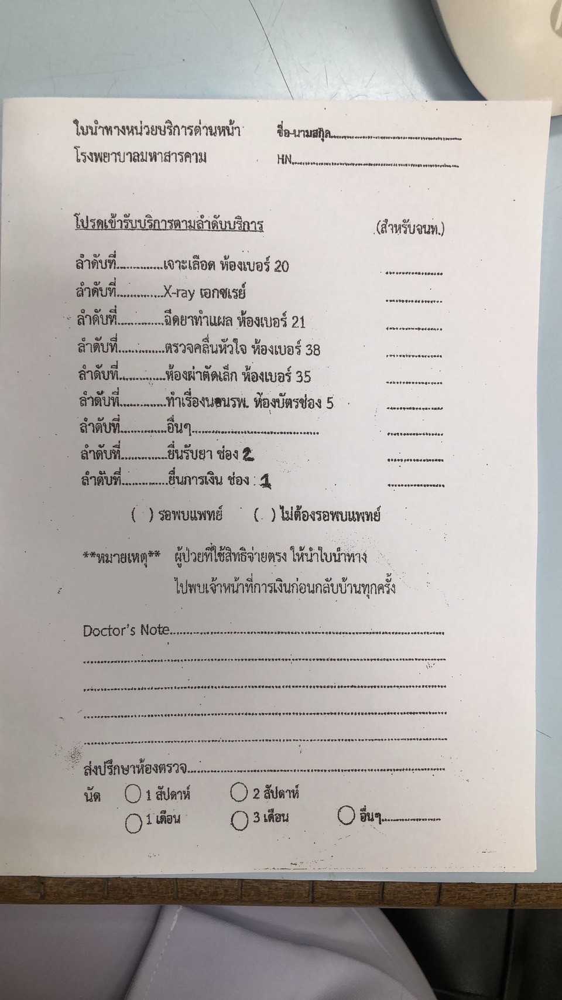 ใบนำทางหน่วยบริการด่านหน้า ชื่อ-นามสกุล........................................
โรงพยาบาลมหาสารคาม HN........................................
โปรดเข้ารับบริการตามลำดับบริการ (สำหรับจนท.)
ลำดับที่..............เจาะเลือด ห้องเบอร์ 20 ................
ลำดับที่..............X-ray เอกซเรย์ ................
ลำดับที่..............ฉีดยาทำแผล ห้องเบอร์ 21 ................
ลำดับที่..............ตรวจคลื่นหัวใจ ห้องเบอร์ 38 ................
ลำดับที่..............ห้องผ่าตัดเล็ก ห้องเบอร์ 35 ................
ลำดับที่..............ทำเรื่องนอนรพ. ห้องบัตรช่อง 5 ................
ลำดับที่..............อื่นๆ........................................ ................
ลำดับที่..............ยื่นรับยา ช่อง 2 ................
ลำดับที่..............ยื่นการเงิน ช่อง : 1 ................
( ) รอพบแพทย์ ( ) ไม่ต้องรอพบแพทย์
**หมายเหตุ** ผู้ป่วยที่ใช้สิทธิจ่ายตรง ให้นำใบนำทาง
ไปพบเจ้าหน้าที่การเงินก่อนกลับบ้านทุกครั้ง
Doctor's Note................................................................................
ส่งปรึกษาห้องตรวจ................................................................................
นัด ◯ 1 สัปดาห์ ◯ 2 สัปดาห์
◯ 1 เดือน ◯ 3 เดือน ◯ อื่นๆ....................